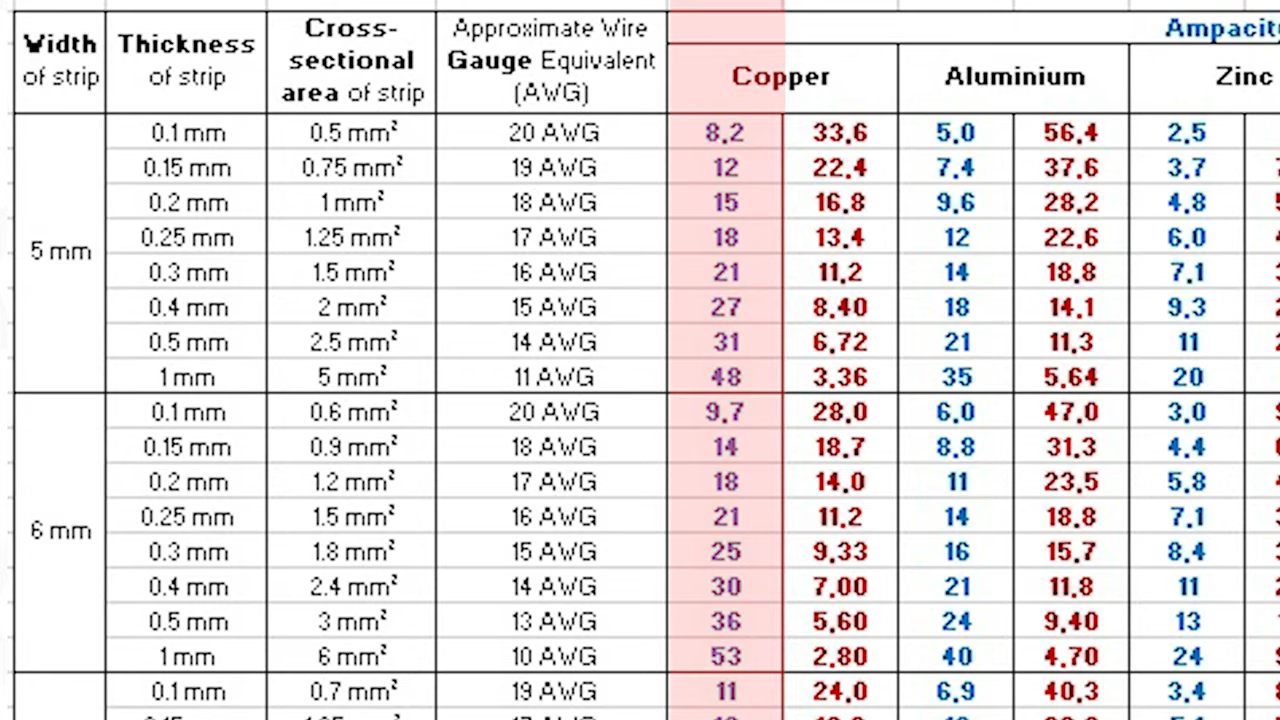 Width of strip Thickness of strip Cross-sectional area of strip Approximate Wire Gauge Equivalent (AWG) Copper Aluminium Zinc
5 mm
0.1 mm 0.5 mm² 20 AWG 8.2 33.6 5.0 56.4 2.5
0.15 mm 0.75 mm² 19 AWG 12 22.4 7.4 37.6 3.7
0.2 mm 1 mm² 18 AWG 15 16.8 9.6 28.2 4.8
0.25 mm 1.25 mm² 17 AWG 18 13.4 12 22.6 6.0
0.3 mm 1.5 mm² 16 AWG 21 11.2 14 18.8 7.1
0.4 mm 2 mm² 15 AWG 27 8.40 18 14.1 9.3
0.5 mm 2.5 mm² 14 AWG 31 6.72 21 11.3 11
1 mm 5 mm² 11 AWG 48 3.36 35 5.64 20
6 mm
0.1 mm 0.6 mm² 20 AWG 9.7 28.0 6.0 47.0 3.0
0.15 mm 0.9 mm² 18 AWG 14 18.7 8.8 31.3 4.4
0.2 mm 1.2 mm² 17 AWG 18 14.0 11 23.5 5.8
0.25 mm 1.5 mm² 16 AWG 21 11.2 14 18.8 7.1
0.3 mm 1.8 mm² 15 AWG 25 9.33 16 15.7 8.4
0.4 mm 2.4 mm² 14 AWG 30 7.00 21 11.8 11
0.5 mm 3 mm² 13 AWG 36 5.60 24 9.40 13
1 mm 6 mm² 10 AWG 53 2.80 40 4.70 24
0.1 mm 0.7 mm² 19 AWG 11 24.0 6.9 40.3 3.4